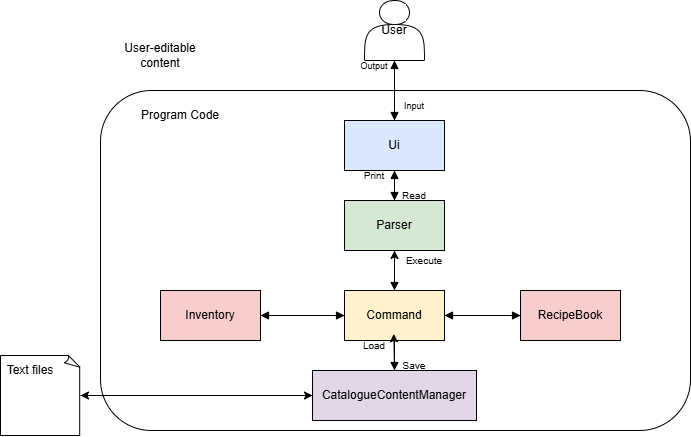 User
User-editable
content
Output
Input
Program Code
Ui
Print
Read
Parser
Execute
Inventory
Command
RecipeBook
Load
Save
Text files
CatalogueContentManager